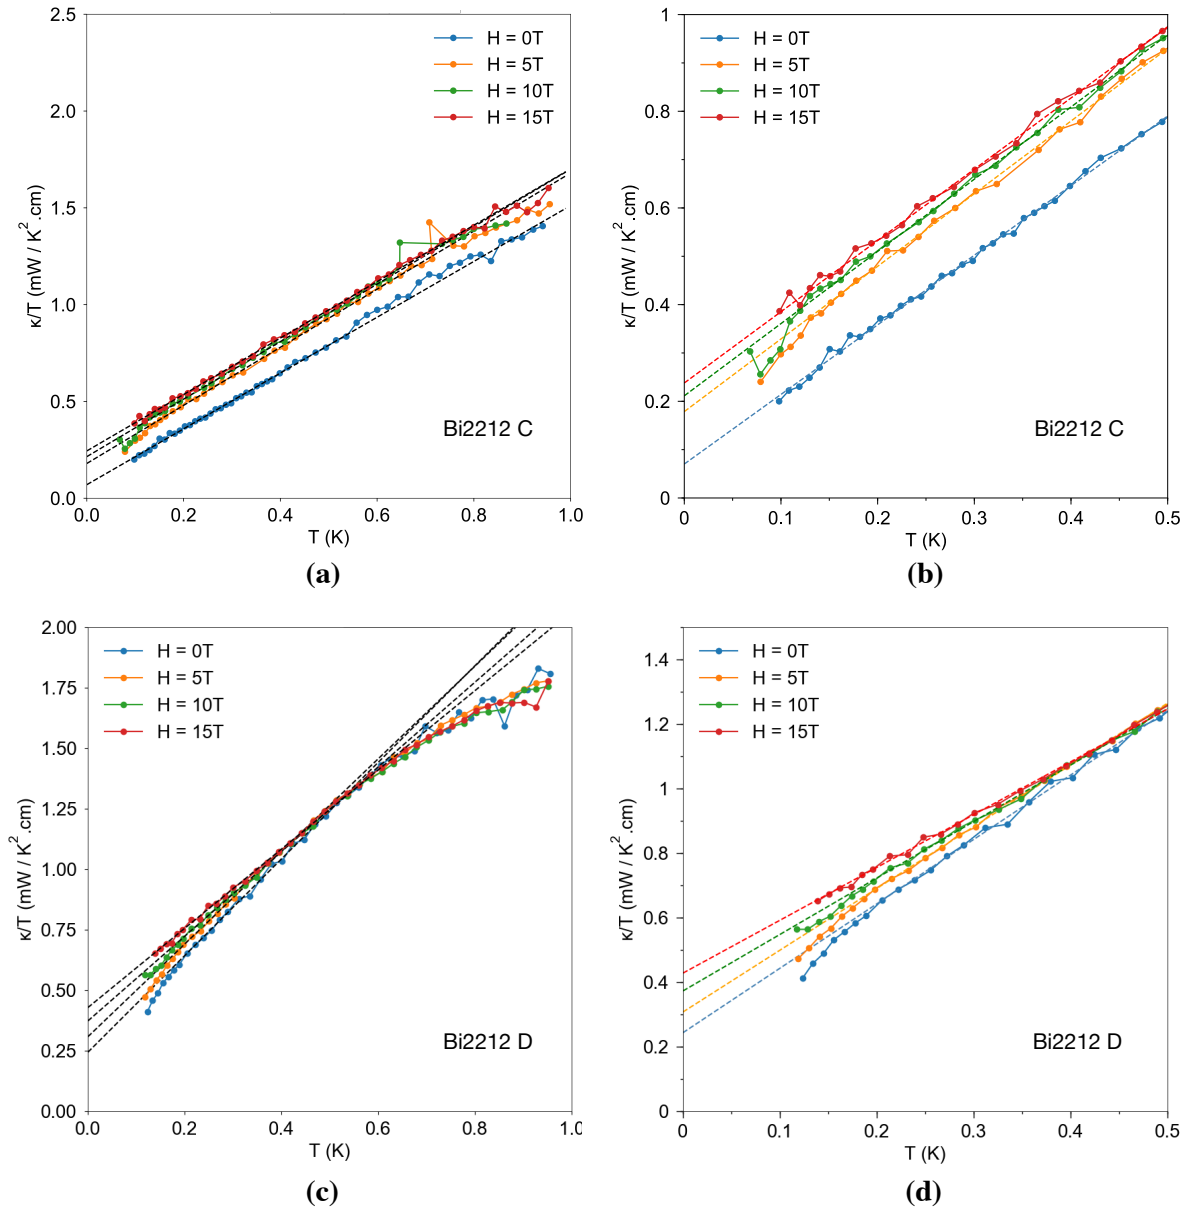 2.5
2.0
1.5
1.0
0.5
0.0
κ/T (mW / K².cm)
H = 0T
H = 5T
H = 10T
H = 15T
Bi2212 C
0.0 0.2 0.4 0.6 0.8 1.0
T (K)
(a)
1
0.8
0.6
0.4
0.2
0
κ/T (mW / K².cm)
H = 0T
H = 5T
H = 10T
H = 15T
Bi2212 C
0 0.1 0.2 0.3 0.4 0.5
T (K)
(b)
2.00
1.75
1.50
1.25
1.00
0.75
0.50
0.25
0.00
κ/T (mW / K².cm)
H = 0T
H = 5T
H = 10T
H = 15T
Bi2212 D
0.0 0.2 0.4 0.6 0.8 1.0
T (K)
(c)
1.4
1.2
1
0.8
0.6
0.4
0.2
0
κ/T (mW / K².cm)
H = 0T
H = 5T
H = 10T
H = 15T
Bi2212 D
0 0.1 0.2 0.3 0.4 0.5
T (K)
(d)